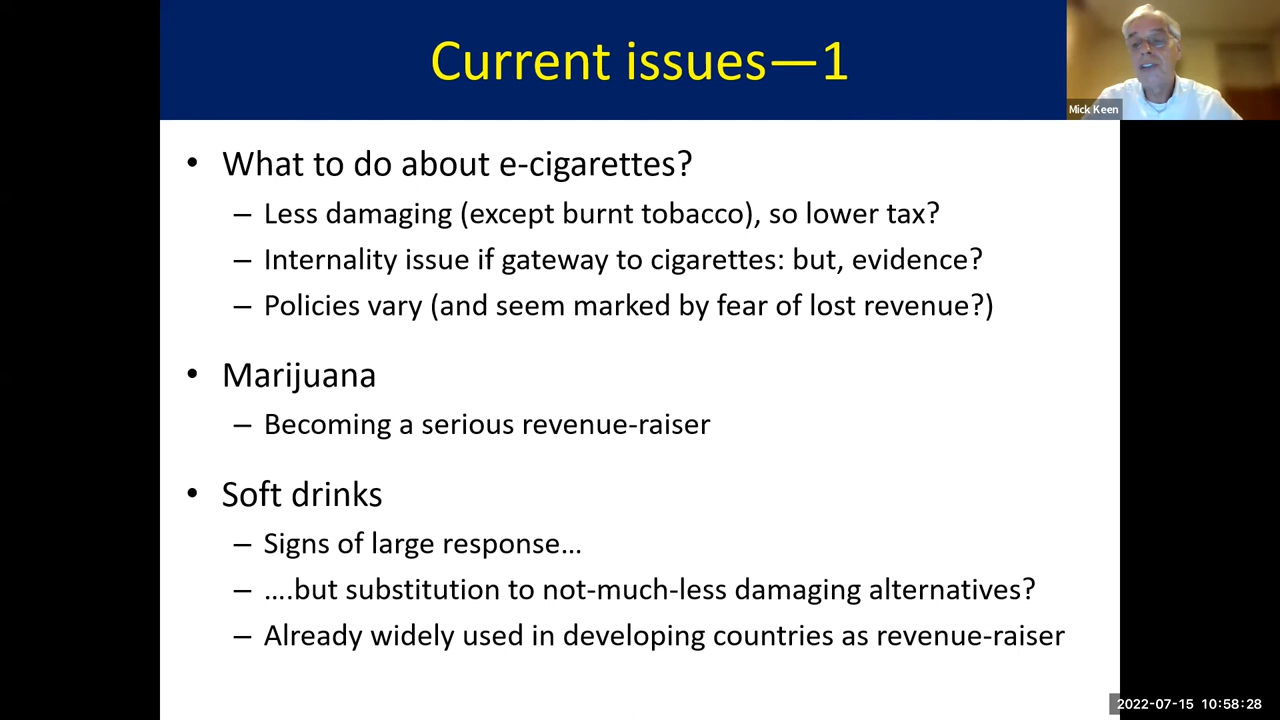 Current issues—1
Mick Keen
• What to do about e-cigarettes?
– Less damaging (except burnt tobacco), so lower tax?
– Internality issue if gateway to cigarettes: but, evidence?
– Policies vary (and seem marked by fear of lost revenue?)
• Marijuana
– Becoming a serious revenue-raiser
• Soft drinks
– Signs of large response…
– ….but substitution to not-much-less damaging alternatives?
– Already widely used in developing countries as revenue-raiser
2022-07-15 10:58:28